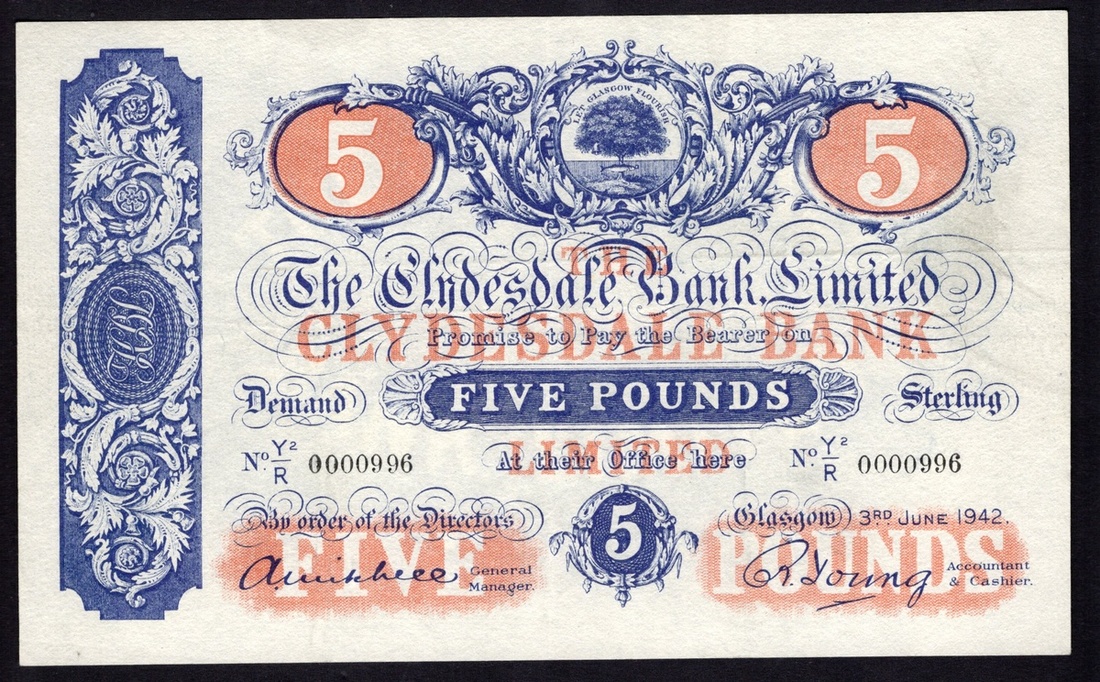 LET GLASGOW FLOURISH
5 5
THE
The Clydesdale Bank, Limited
CLYDESDALE BANK
Promise to Pay the Bearer on
Demand FIVE POUNDS Sterling
LIMITED
No. Y2/R 0000996 At their Office here No. Y2/R 0000996
By order of the Directors 5 Glasgow 3RD JUNE 1942.
FIVE POUNDS
General Manager. R. Young Accountant & Cashier.